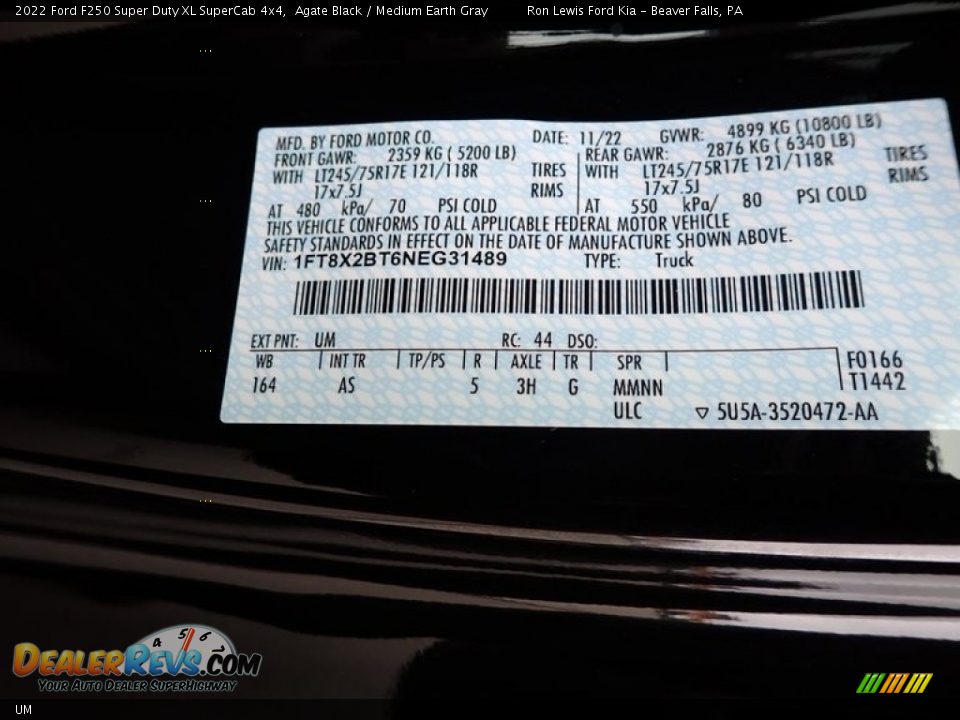 2022 Ford F250 Super Duty XL SuperCab 4x4, Agate Black / Medium Earth Gray Ron Lewis Ford Kia - Beaver Falls, PA
MFD. BY FORD MOTOR CO. DATE: 11/22 GVWR: 4899 KG (10800 LB)
FRONT GAWR: 2359 KG ( 5200 LB) REAR GAWR: 2876 KG ( 6340 LB)
WITH LT245/75R17E 121/118R TIRES WITH LT245/75R17E 121/118R TIRES
17x7.5J RIMS 17x7.5J RIMS
AT 480 kPa/ 70 PSI COLD AT 550 kPa/ 80 PSI COLD
THIS VEHICLE CONFORMS TO ALL APPLICABLE FEDERAL MOTOR VEHICLE
SAFETY STANDARDS IN EFFECT ON THE DATE OF MANUFACTURE SHOWN ABOVE.
VIN: 1FT8X2BT6NEG31489 TYPE: Truck
EXT PNT: UM RC: 44 DSO:
WB INT TR TP/PS R AXLE TR SPR F0166
164 AS 5 3H G MMNN T1442
ULC ▽ 5U5A-3520472-AA
4 5 6
DEALERREVS.COM
YOUR AUTO DEALER SUPERHIGHWAY
UM